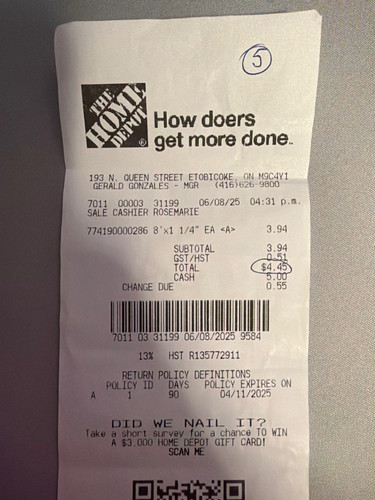 5
THE
HOME
DEPOT
®
How doers
get more done™
193 N. QUEEN STREET ETOBICOKE, ON M9C4Y1
GERALD GONZALES - MGR (416)626-9800
7011 00003 31199 06/08/25 04:31 p.m.
SALE CASHIER ROSEMARIE
774190000286 8'x1 1/4" EA <A> 3.94
SUBTOTAL 3.94
GST/HST 0.51
TOTAL $4.45
CASH 5.00
CHANGE DUE 0.55
7011 03 31199 06/08/2025 9584
13% HST R135772911
RETURN POLICY DEFINITIONS
POLICY ID DAYS POLICY EXPIRES ON
A 1 90 04/11/2025
DID WE NAIL IT?
Take a short survey for a chance TO WIN
A $3,000 HOME DEPOT GIFT CARD!
SCAN ME